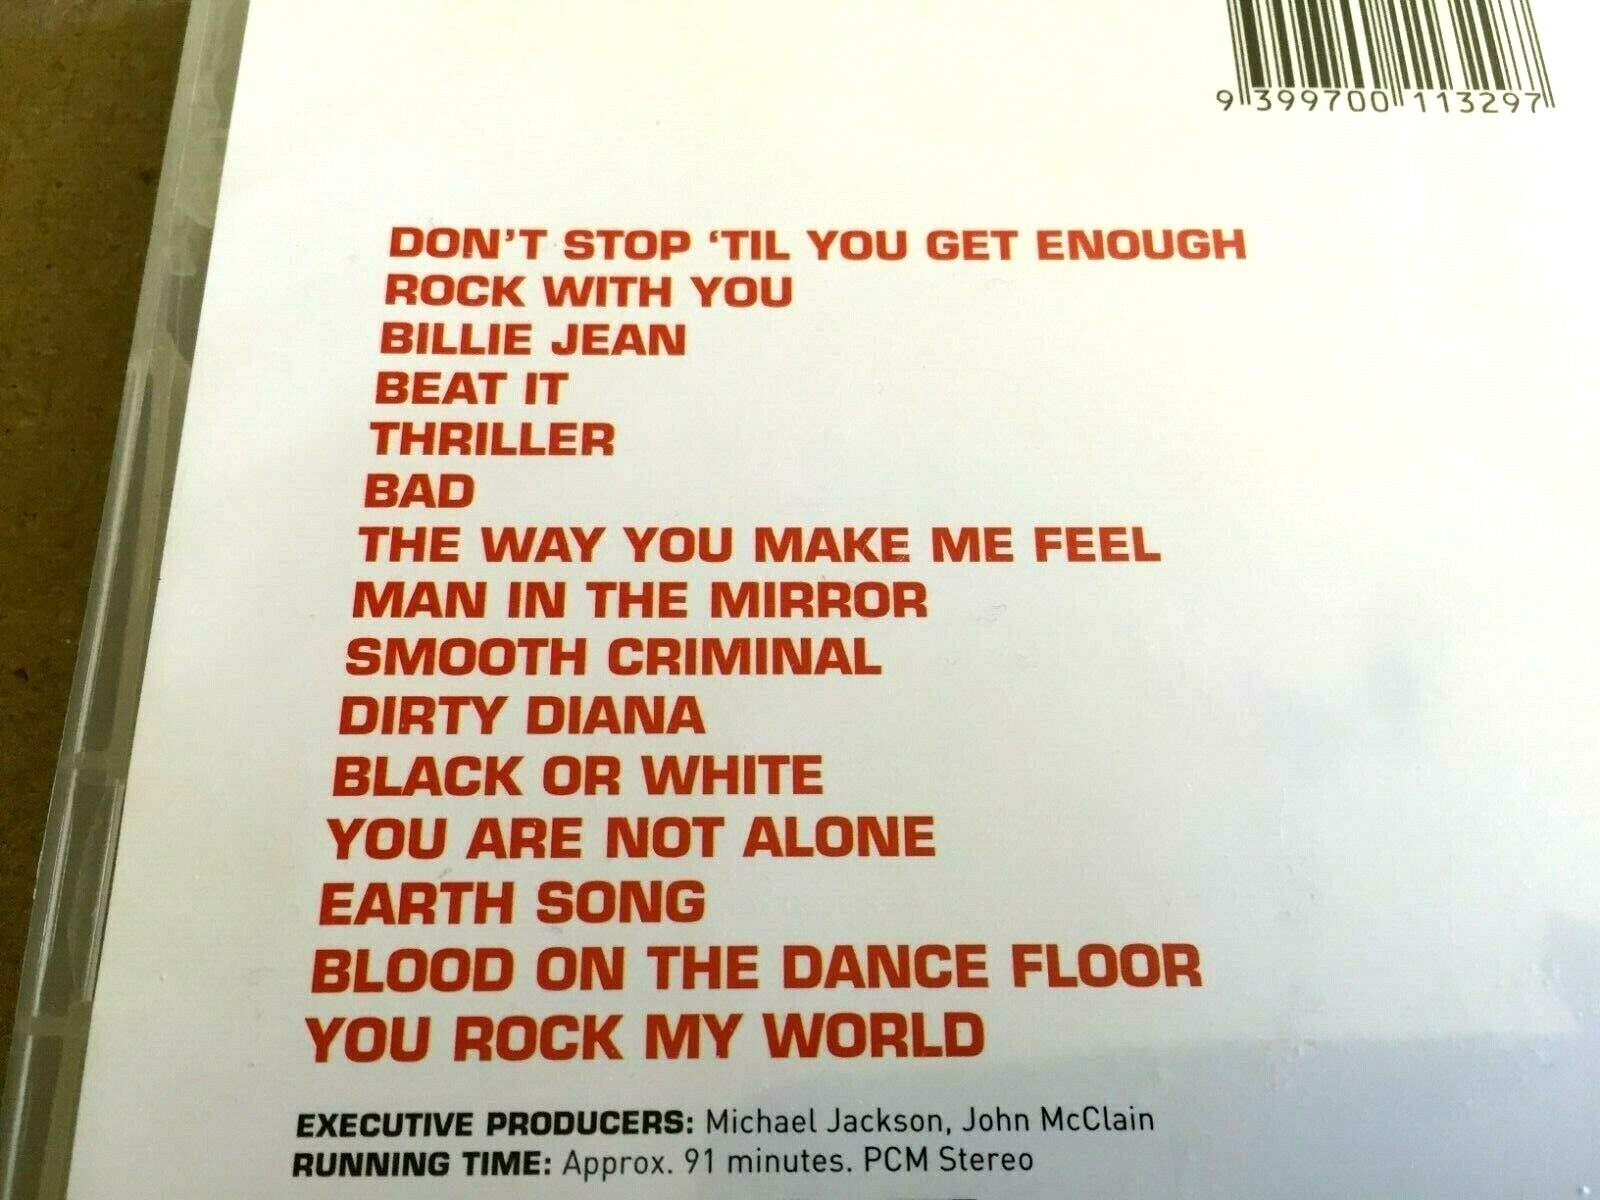 9 399700 113297
DON'T STOP 'TIL YOU GET ENOUGH
ROCK WITH YOU
BILLIE JEAN
BEAT IT
THRILLER
BAD
THE WAY YOU MAKE ME FEEL
MAN IN THE MIRROR
SMOOTH CRIMINAL
DIRTY DIANA
BLACK OR WHITE
YOU ARE NOT ALONE
EARTH SONG
BLOOD ON THE DANCE FLOOR
YOU ROCK MY WORLD
EXECUTIVE PRODUCERS: Michael Jackson, John McClain
RUNNING TIME: Approx. 91 minutes. PCM Stereo